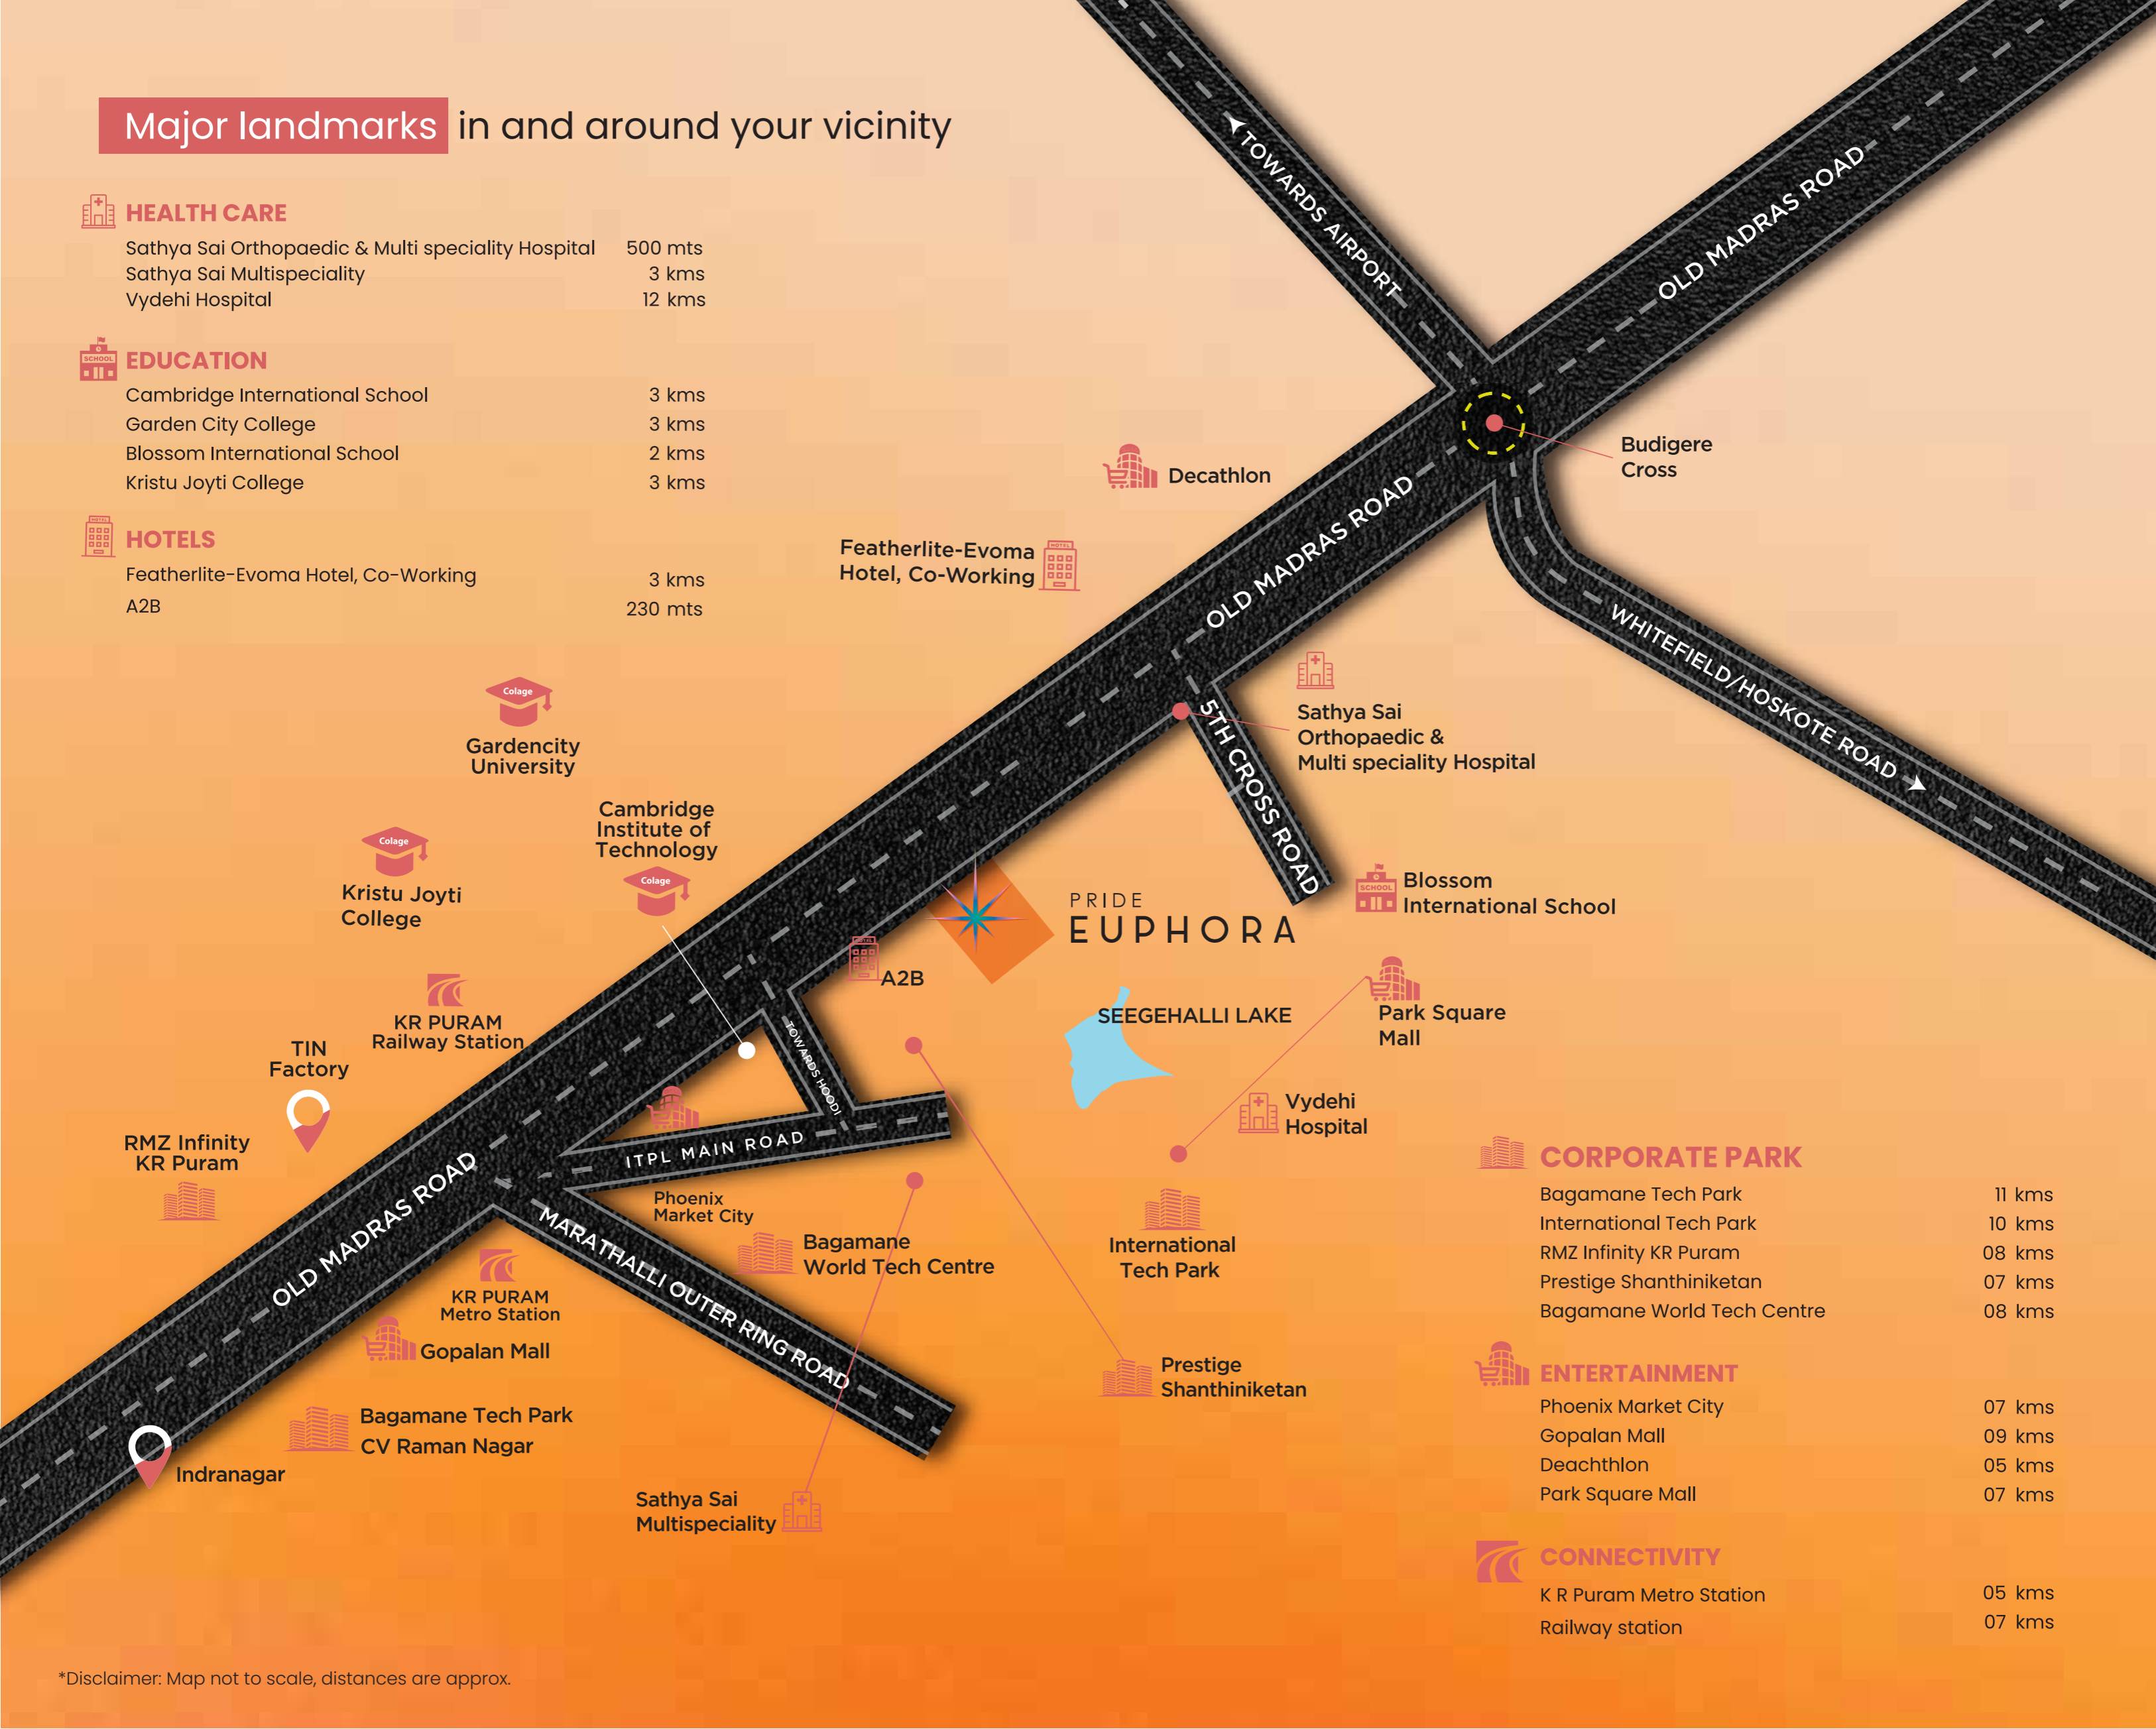 Major landmarks in and around your vicinity
HEALTH CARE
Sathya Sai Orthopaedic & Multi speciality Hospital 500 mts
Sathya Sai Multispeciality 3 kms
Vydehi Hospital 12 kms
SCHOOL
EDUCATION
Cambridge International School 3 kms
Garden City College 3 kms
Blossom International School 2 kms
Kristu Joyti College 3 kms
HOTEL
HOTELS
Featherlite-Evoma Hotel, Co-Working 3 kms
A2B 230 mts
TOWARDS AIRPORT
OLD MADRAS ROAD
Budigere
Cross
Decathlon
OLD MADRAS ROAD
Featherlite-Evoma
Hotel, Co-Working
HOTEL
WHITEFIELD/HOSKOTE ROAD
Sathya Sai
Orthopaedic &
Multi speciality Hospital
5TH CROSS ROAD
Colage
Gardencity
University
Cambridge
Institute of
Technology
Colage
Colage
Kristu Joyti
College
SCHOOL
Blossom
International School
PRIDE
EUPHORA
A2B
SEEGEHALLI LAKE
Park Square
Mall
KR PURAM
Railway Station
TIN
Factory
TOWARDS HOODI
Vydehi
Hospital
RMZ Infinity
KR Puram
ITPL MAIN ROAD
OLD MADRAS ROAD
Phoenix
Market City
MARATHALLI OUTER RING ROAD
Bagamane
World Tech Centre
International
Tech Park
KR PURAM
Metro Station
Gopalan Mall
Prestige
Shanthiniketan
Bagamane Tech Park
CV Raman Nagar
Indranagar
Sathya Sai
Multispeciality
CORPORATE PARK
Bagamane Tech Park 11 kms
International Tech Park 10 kms
RMZ Infinity KR Puram 08 kms
Prestige Shanthiniketan 07 kms
Bagamane World Tech Centre 08 kms
ENTERTAINMENT
Phoenix Market City 07 kms
Gopalan Mall 09 kms
Deachthlon 05 kms
Park Square Mall 07 kms
CONNECTIVITY
K R Puram Metro Station 05 kms
Railway station 07 kms
*Disclaimer: Map not to scale, distances are approx.